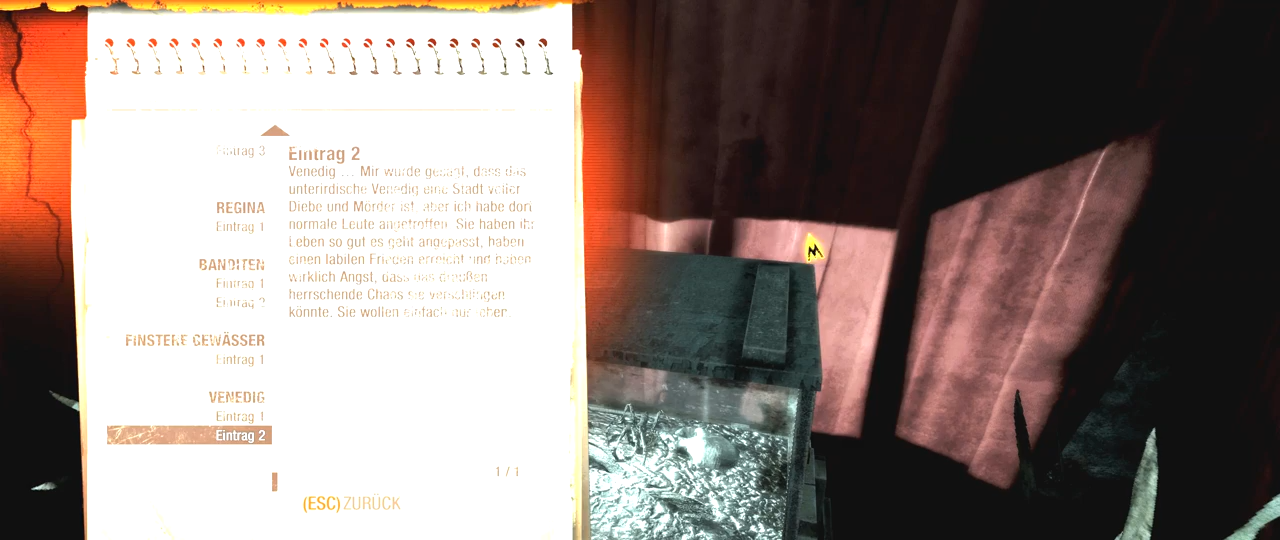 Eintrag 3
REGINA
Eintrag 1
BANDITEN
Eintrag 1
Eintrag 2
FINSTERE GEWÄSSER
Eintrag 1
VENEDIG
Eintrag 1
Eintrag 2
Eintrag 2
Venedig ... Mir wurde gesagt, dass das
unterirdische Venedig eine Stadt voller
Diebe und Mörder ist, aber ich habe dort
normale Leute angetroffen. Sie haben ihr
Leben so gut es geht angepasst, haben
einen labilen Frieden erreicht und haben
wirklich Angst, dass das draußen
herrschende Chaos sie verschlingen
könnte. Sie wollen einfach nur leben.
1 / 1
(ESC) ZURÜCK